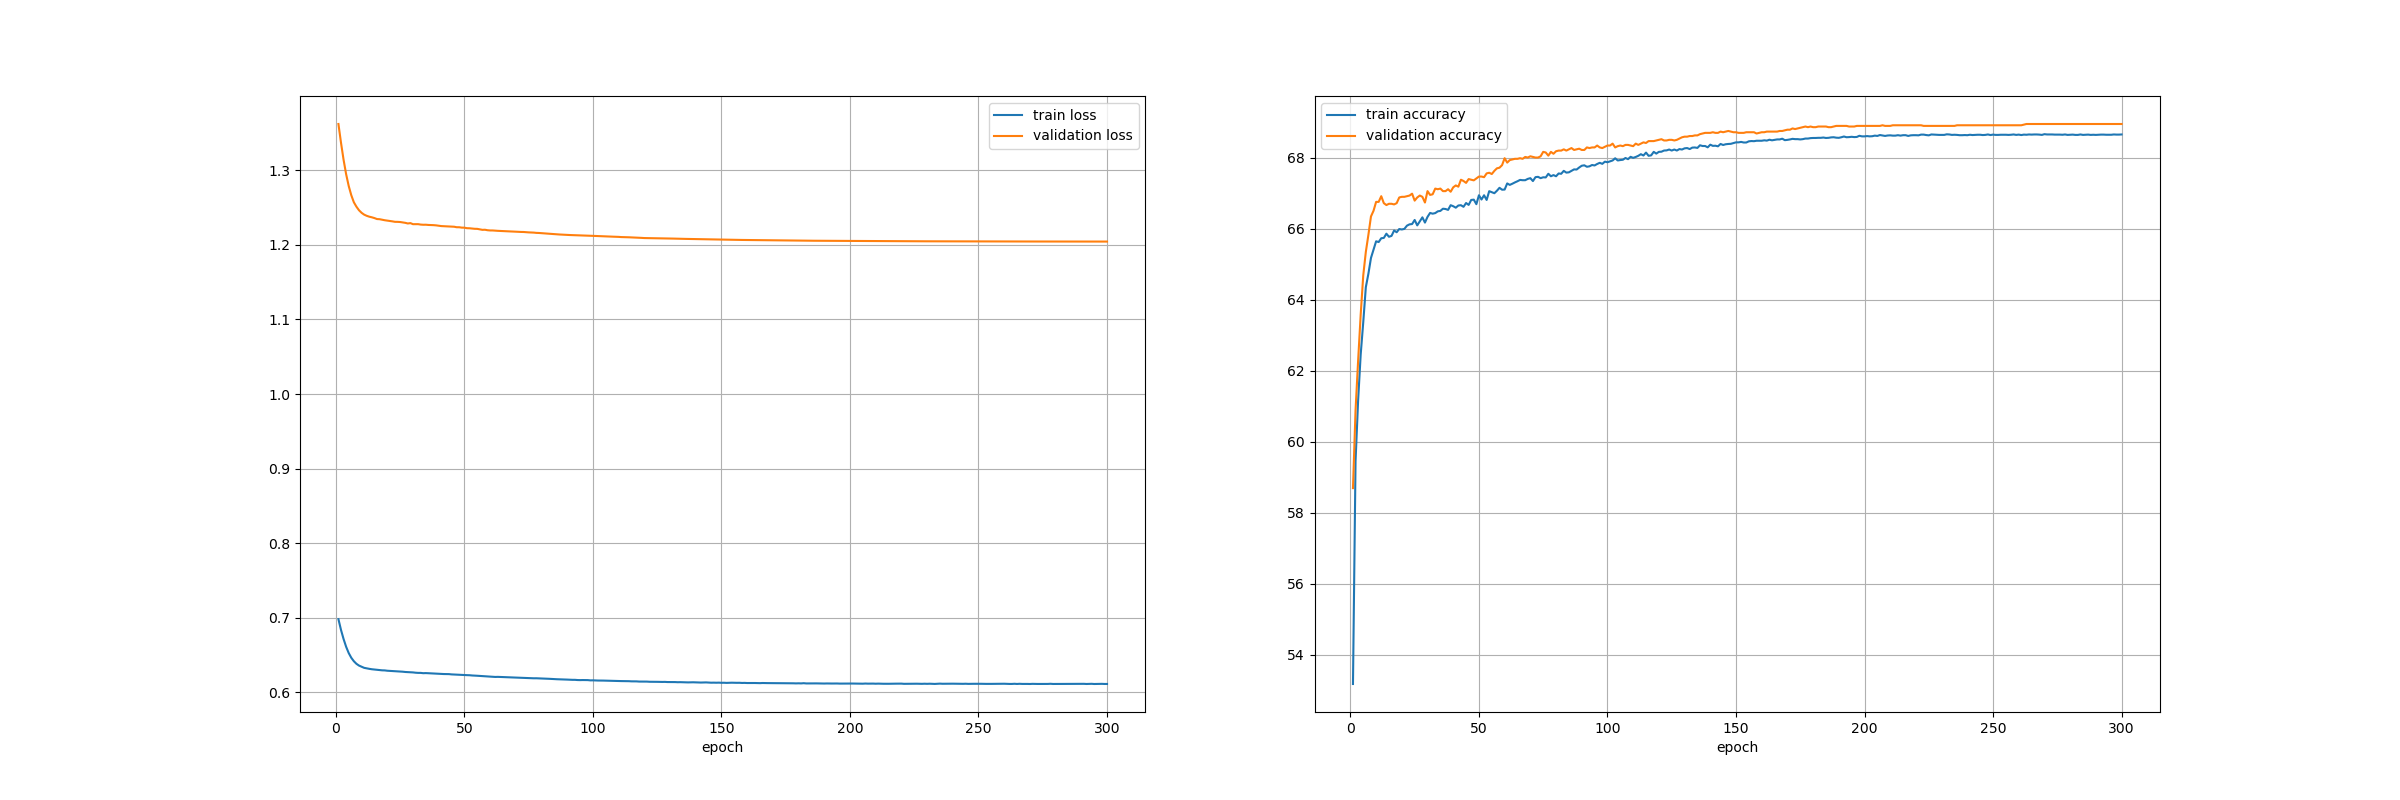 train loss
validation loss
1.3
1.2
1.1
1.0
0.9
0.8
0.7
0.6
0 50 100 150 200 250 300
epoch
train accuracy
validation accuracy
68
66
64
62
60
58
56
54
0 50 100 150 200 250 300
epoch